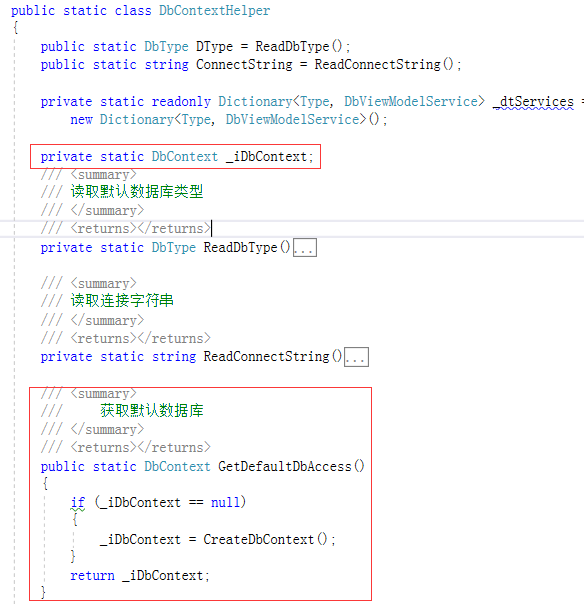 public static class DbContextHelper
{
public static DbType DType = ReadDbType();
public static string ConnectString = ReadConnectString();
private static readonly Dictionary<Type, DbViewModelService> _dtServices =
new Dictionary<Type, DbViewModelService>();
private static DbContext _iDbContext;
/// <summary>
/// 读取默认数据库类型
/// </summary>
/// <returns></returns>
private static DbType ReadDbType()...
/// <summary>
/// 读取连接字符串
/// </summary>
/// <returns></returns>
private static string ReadConnectString()...
/// <summary>
///     获取默认数据库
/// </summary>
/// <returns></returns>
public static DbContext GetDefaultDbAccess()
{
if (_iDbContext == null)
{
_iDbContext = CreateDbContext();
}
return _iDbContext;
}